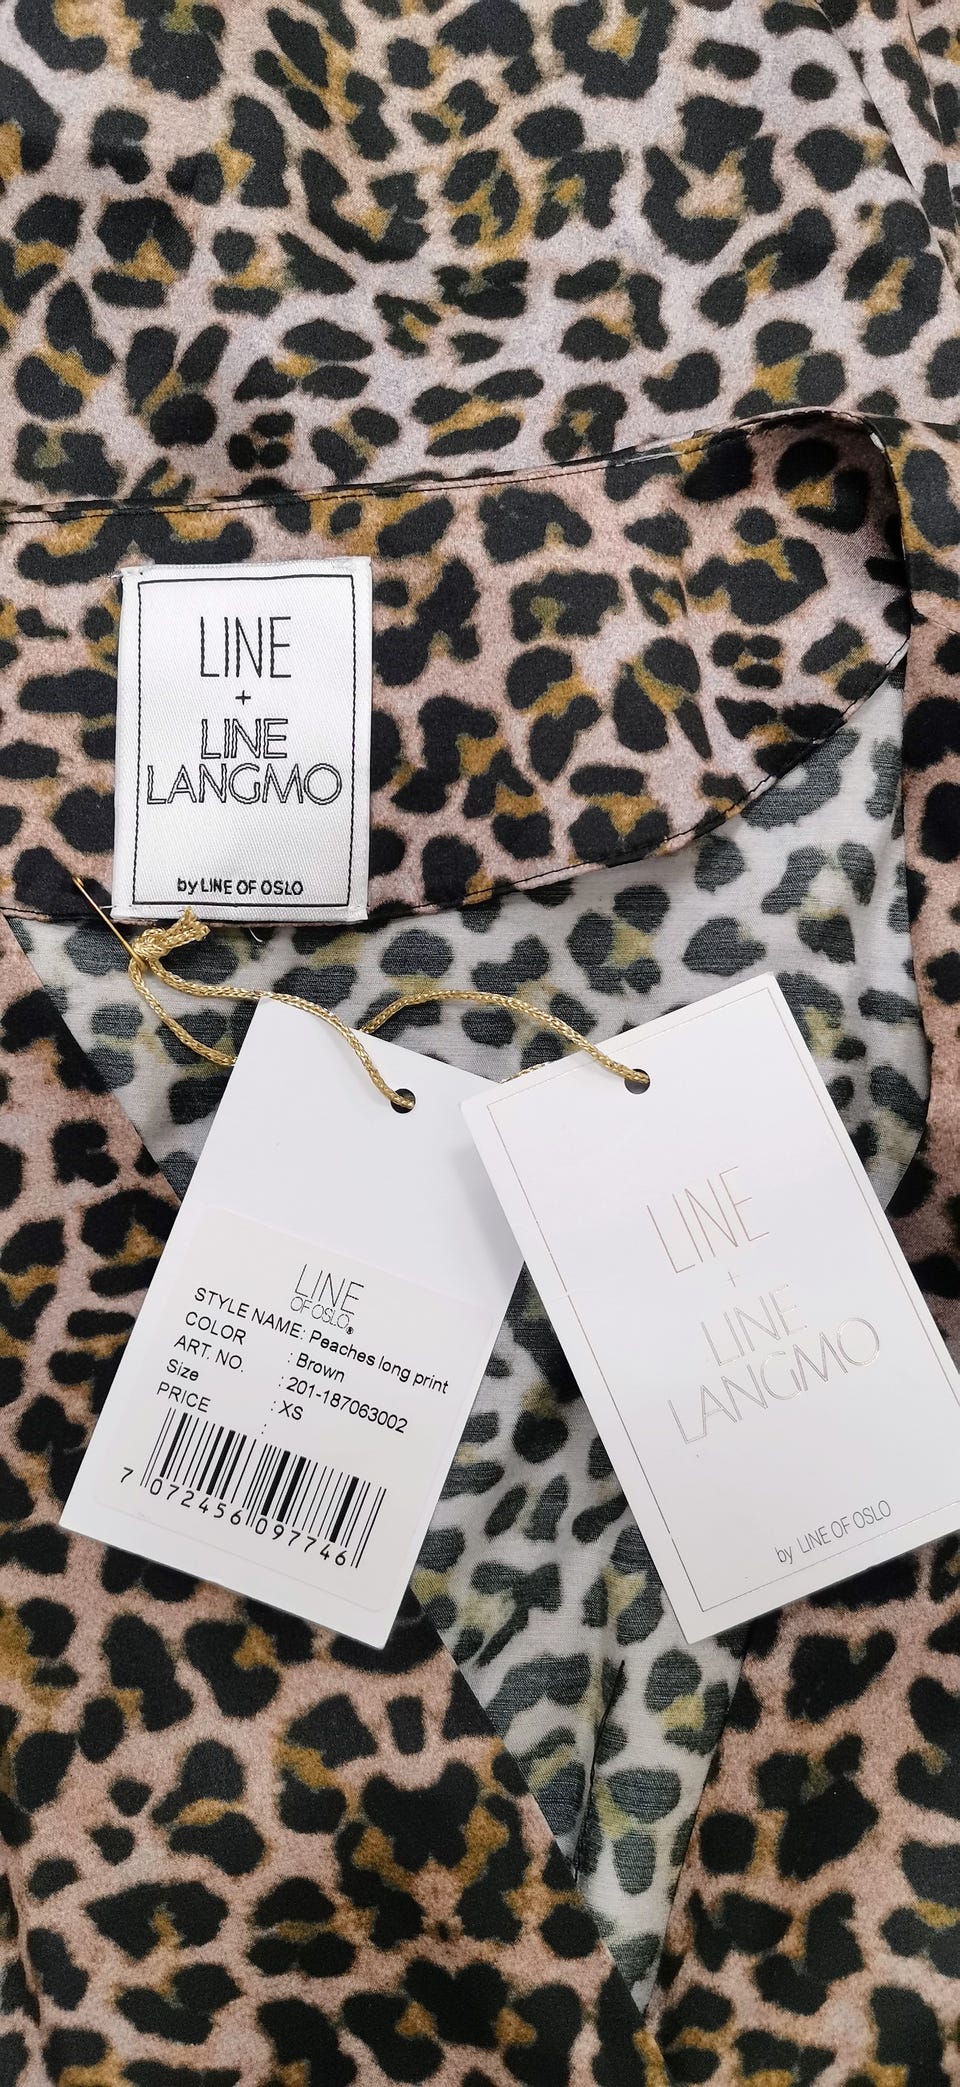 LINE
+
LINE
LANGMO
by LINE OF OSLO
LINE
OF OSLO®
STYLE NAME: Peaches long print
COLOR : Brown
ART. NO. : 201-187063002
Size : XS
PRICE :
7 072456 097746
LINE
+
LINE
LANGMO
by LINE OF OSLO